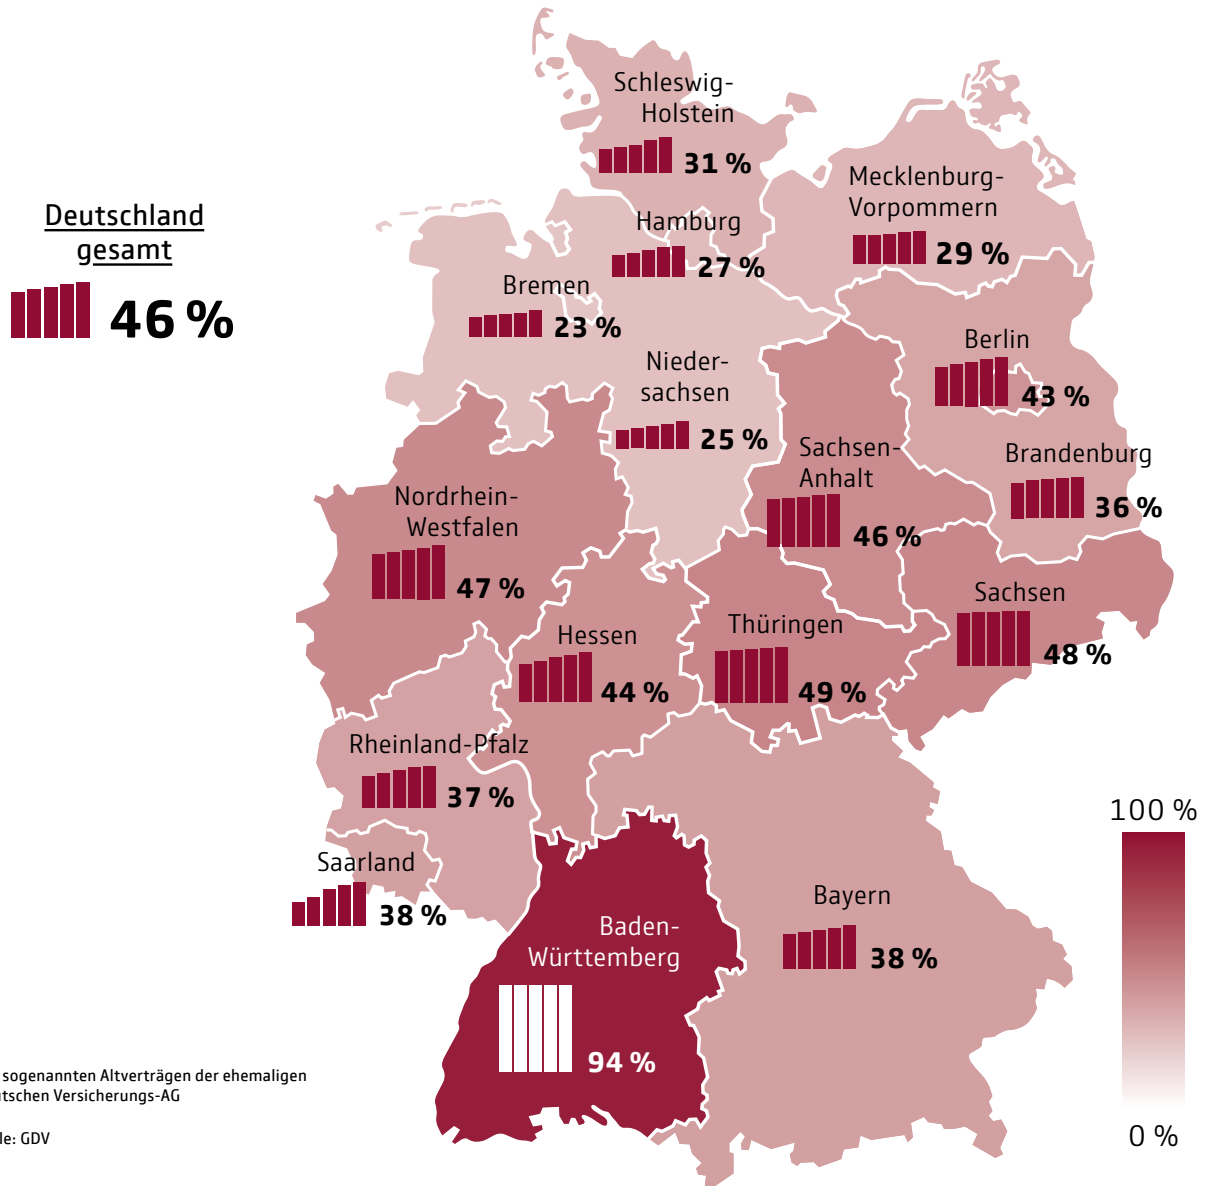 Schleswig-
Holstein
31 %
Mecklenburg-
Vorpommern
29 %
Deutschland
gesamt
46 %
Hamburg
27 %
Bremen
23 %
Berlin
43 %
Nieder-
sachsen
25 %
Sachsen-
Anhalt
46 %
Brandenburg
36 %
Nordrhein-
Westfalen
47 %
Sachsen
48 %
Hessen
44 %
Thüringen
49 %
Rheinland-Pfalz
37 %
Saarland
38 %
Bayern
38 %
Baden-
Württemberg
94 %
100 %
0 %
sogenannten Altverträgen der ehemaligen
Versicherungs-AG
GDV